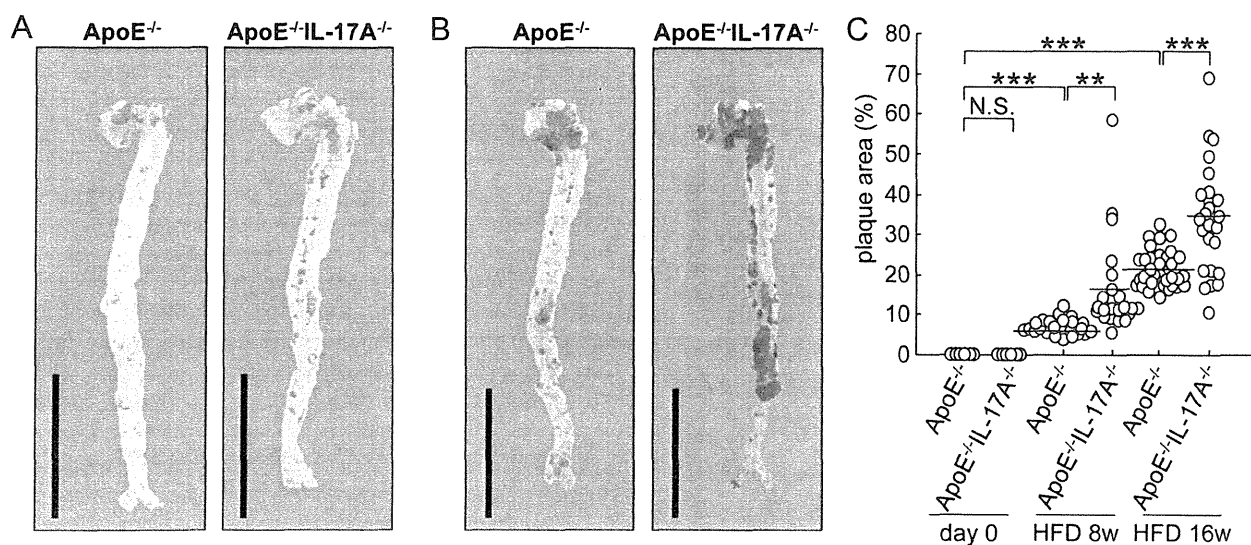 A
ApoE-/-
ApoE-/-IL-17A-/-
B
ApoE-/-
ApoE-/-IL-17A-/-
C
plaque area (%)
80
70
60
50
40
30
20
10
0
***
***
***
**
N.S.
ApoE-/-
ApoE-/-IL-17A-/-
ApoE-/-
ApoE-/-IL-17A-/-
ApoE-/-
ApoE-/-IL-17A-/-
day 0
HFD 8w
HFD 16w